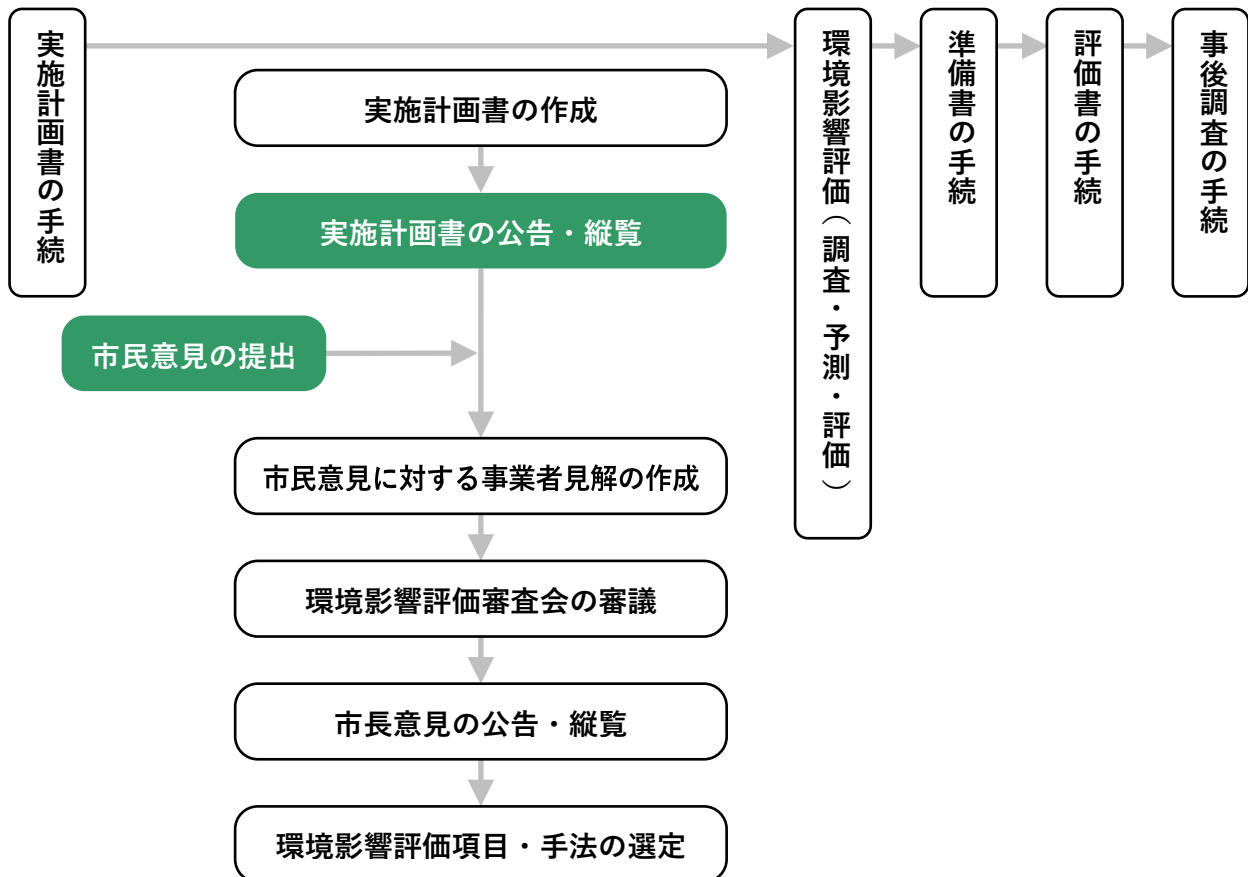 実施計画書の手続
実施計画書の作成
実施計画書の公告・縦覧
市民意見の提出
市民意見に対する事業者見解の作成
環境影響評価審査会の審議
市長意見の公告・縦覧
環境影響評価項目・手法の選定
環境影響評価（調査・予測・評価）
準備書の手続
評価書の手続
事後調査の手続